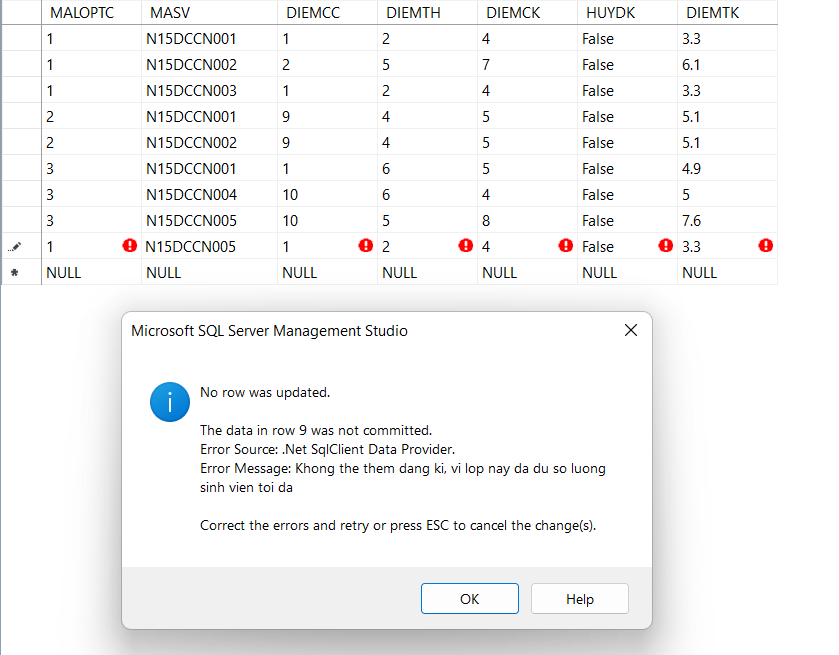 MALOPTC MASV DIEMCC DIEMTH DIEMCK HUYDK DIEMTK
1 N15DCCN001 1 2 4 False 3.3
1 N15DCCN002 2 5 7 False 6.1
1 N15DCCN003 1 2 4 False 3.3
2 N15DCCN001 9 4 5 False 5.1
2 N15DCCN002 9 4 5 False 5.1
3 N15DCCN001 1 6 5 False 4.9
3 N15DCCN004 10 6 4 False 5
3 N15DCCN005 10 5 8 False 7.6
1 N15DCCN005 1 2 4 False 3.3
NULL NULL NULL NULL NULL NULL NULL
Microsoft SQL Server Management Studio
No row was updated.
The data in row 9 was not committed.
Error Source: .Net SqlClient Data Provider.
Error Message: Khong the them dang ki, vi lop nay da du so luong
sinh vien toi da
Correct the errors and retry or press ESC to cancel the change(s).
OK Help